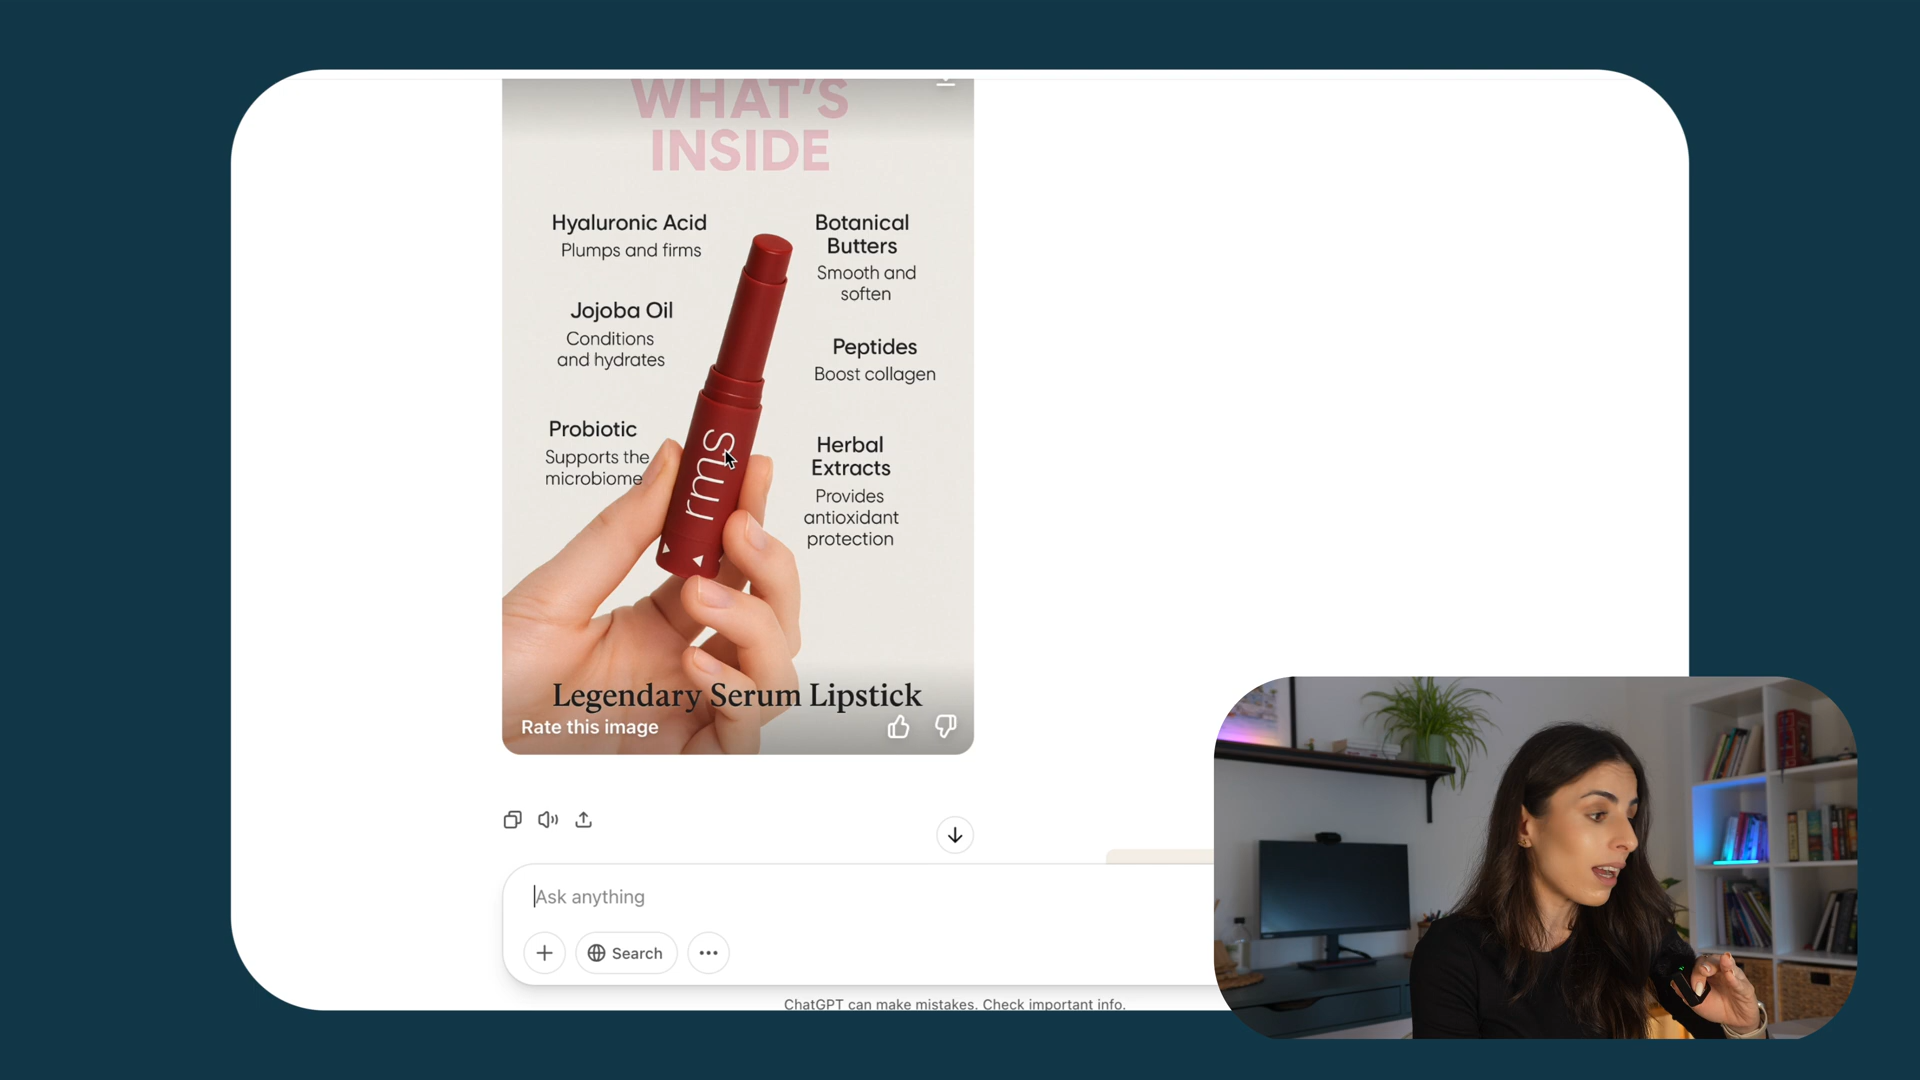 WHAT'S
INSIDE
Hyaluronic Acid
Plumps and firms
Jojoba Oil
Conditions
and hydrates
Probiotic
Supports the
microbiome
Botanical
Butters
Smooth and
soften
Peptides
Boost collagen
Herbal
Extracts
Provides
antioxidant
protection
rms
Legendary Serum Lipstick
Rate this image
Ask anything
Search
ChatGPT can make mistakes. Check important info.